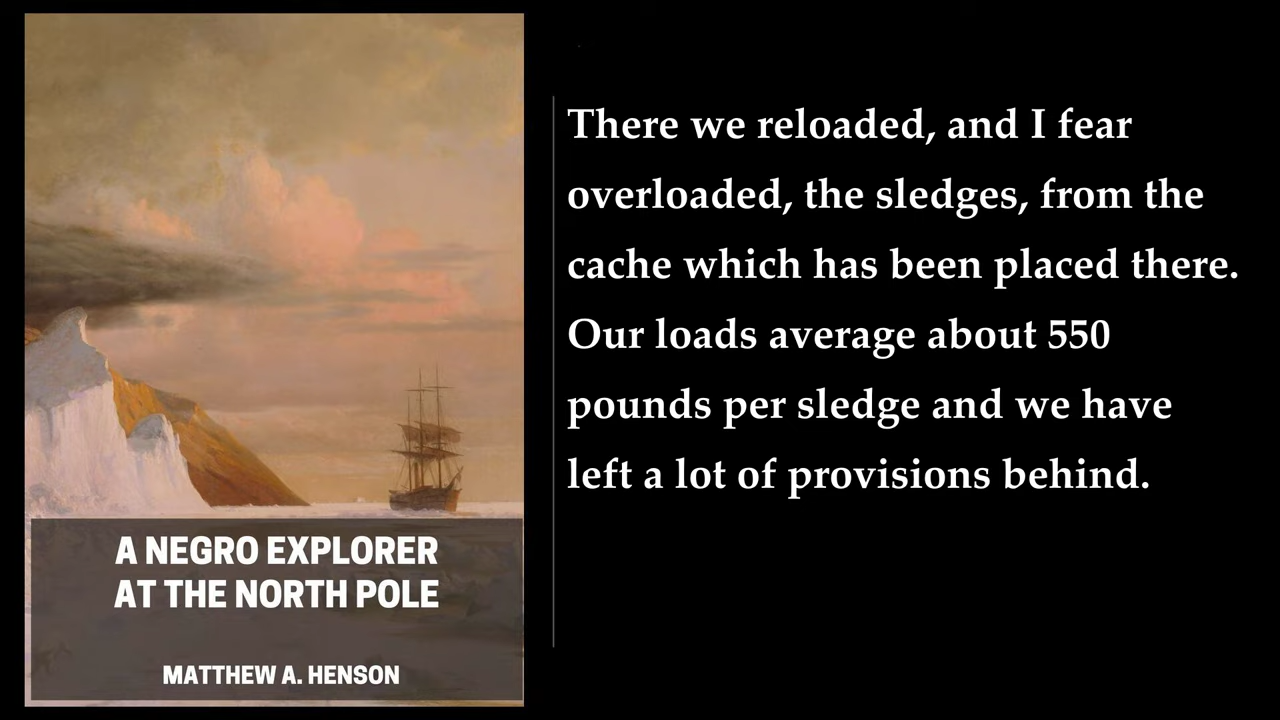 There we reloaded, and I fear
overloaded, the sledges, from the
cache which has been placed there.
Our loads average about 550
pounds per sledge and we have
left a lot of provisions behind.
A NEGRO EXPLORER
AT THE NORTH POLE
MATTHEW A. HENSON